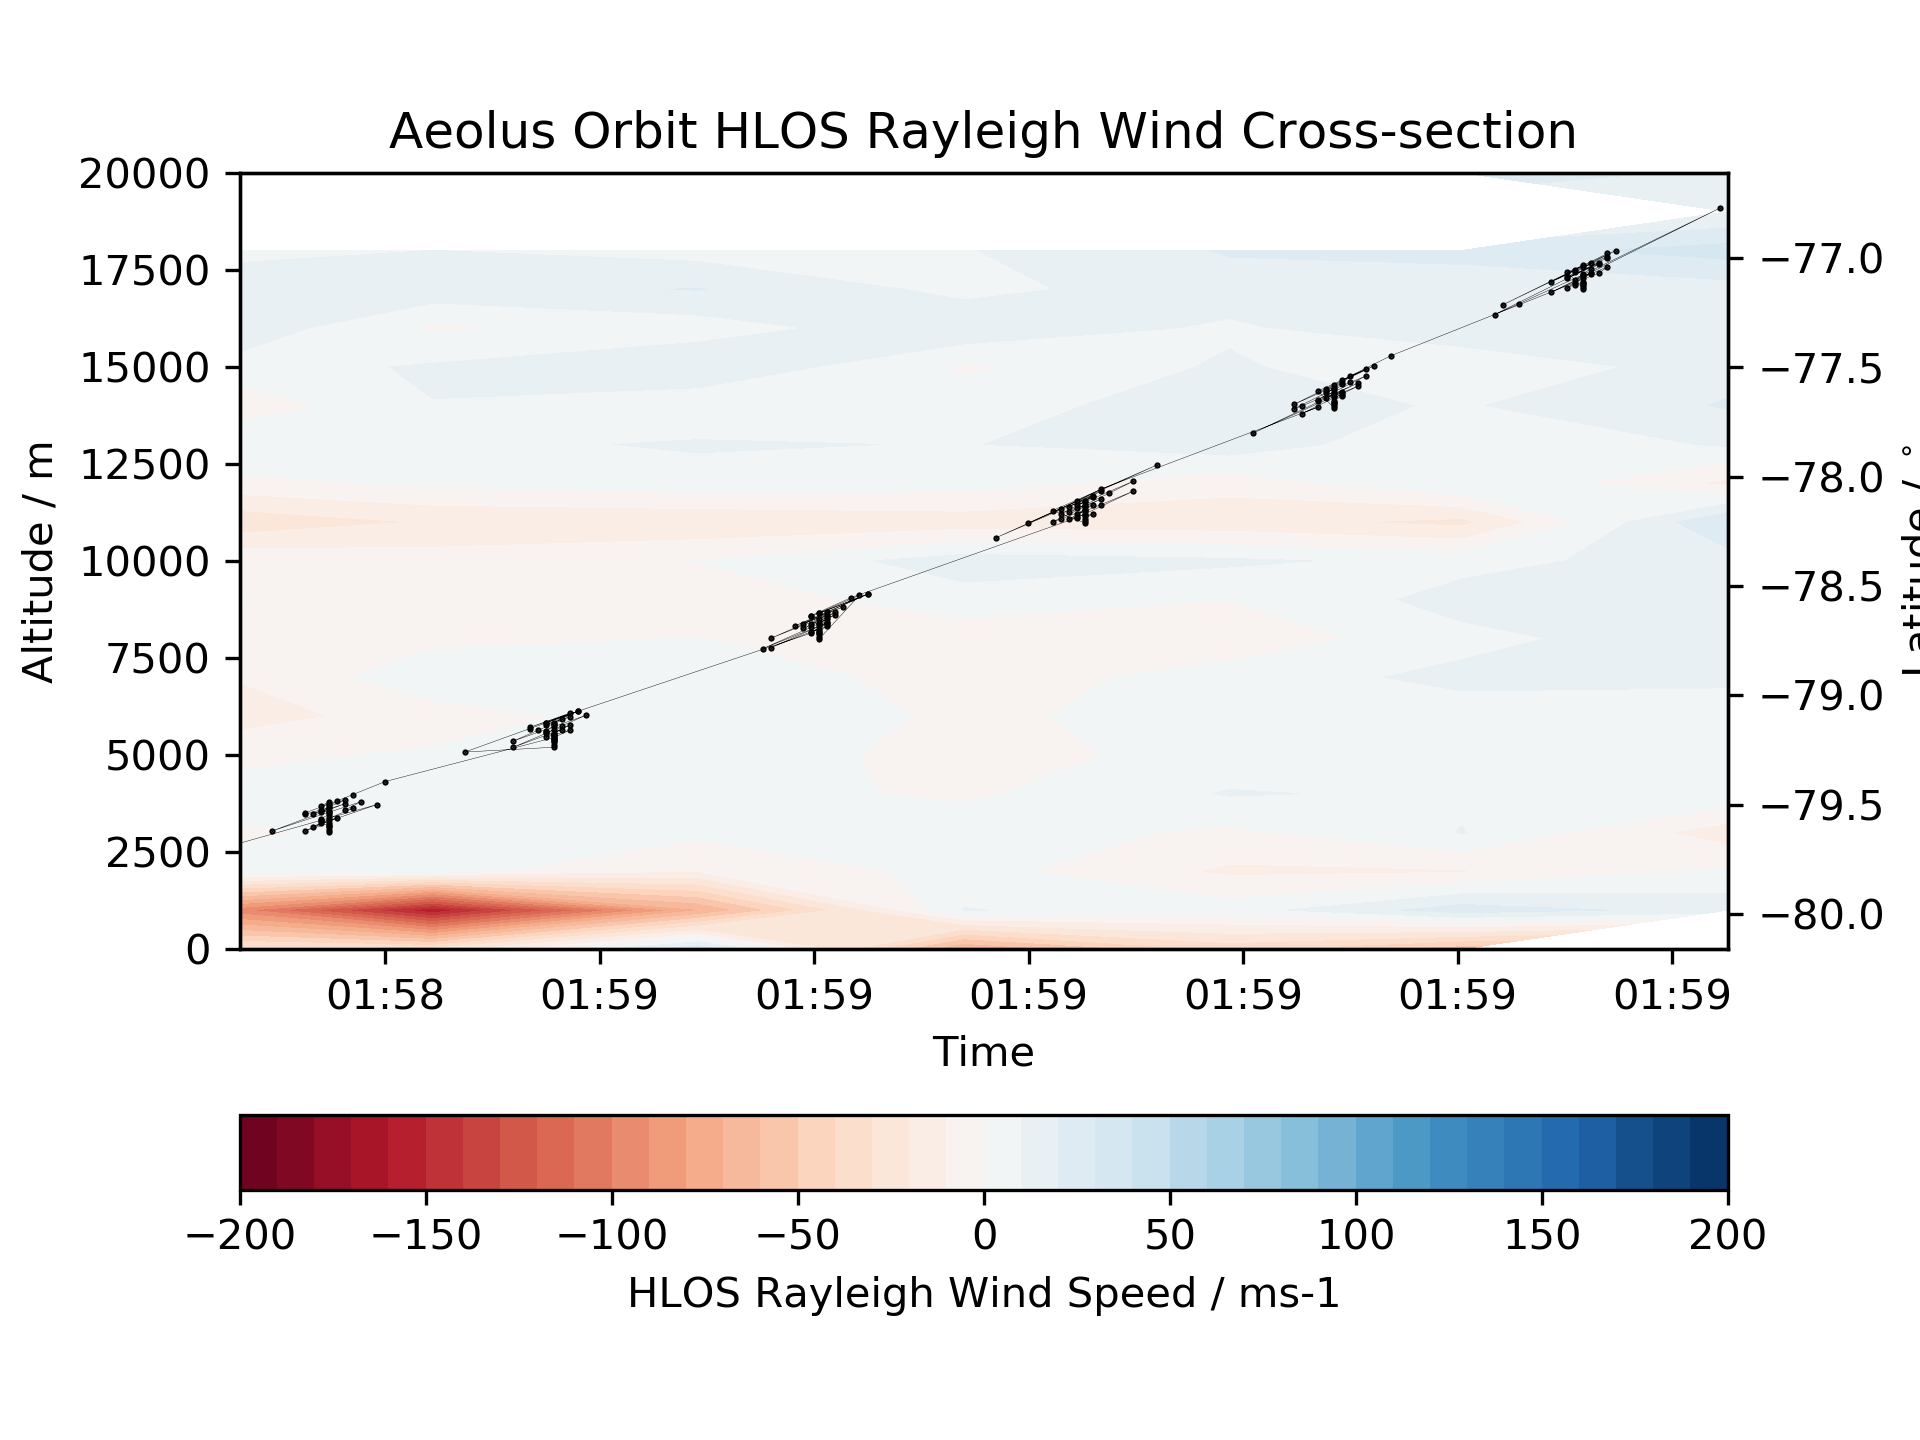 Aeolus Orbit HLOS Rayleigh Wind Cross-section
20000
17500
15000
12500
10000
7500
5000
2500
0
Altitude / m
−77.0
−77.5
−78.0
−78.5
−79.0
−79.5
−80.0
Latitude / °
01:58 01:59 01:59 01:59 01:59 01:59 01:59
Time
−200 −150 −100 −50 0 50 100 150 200
HLOS Rayleigh Wind Speed / ms-1